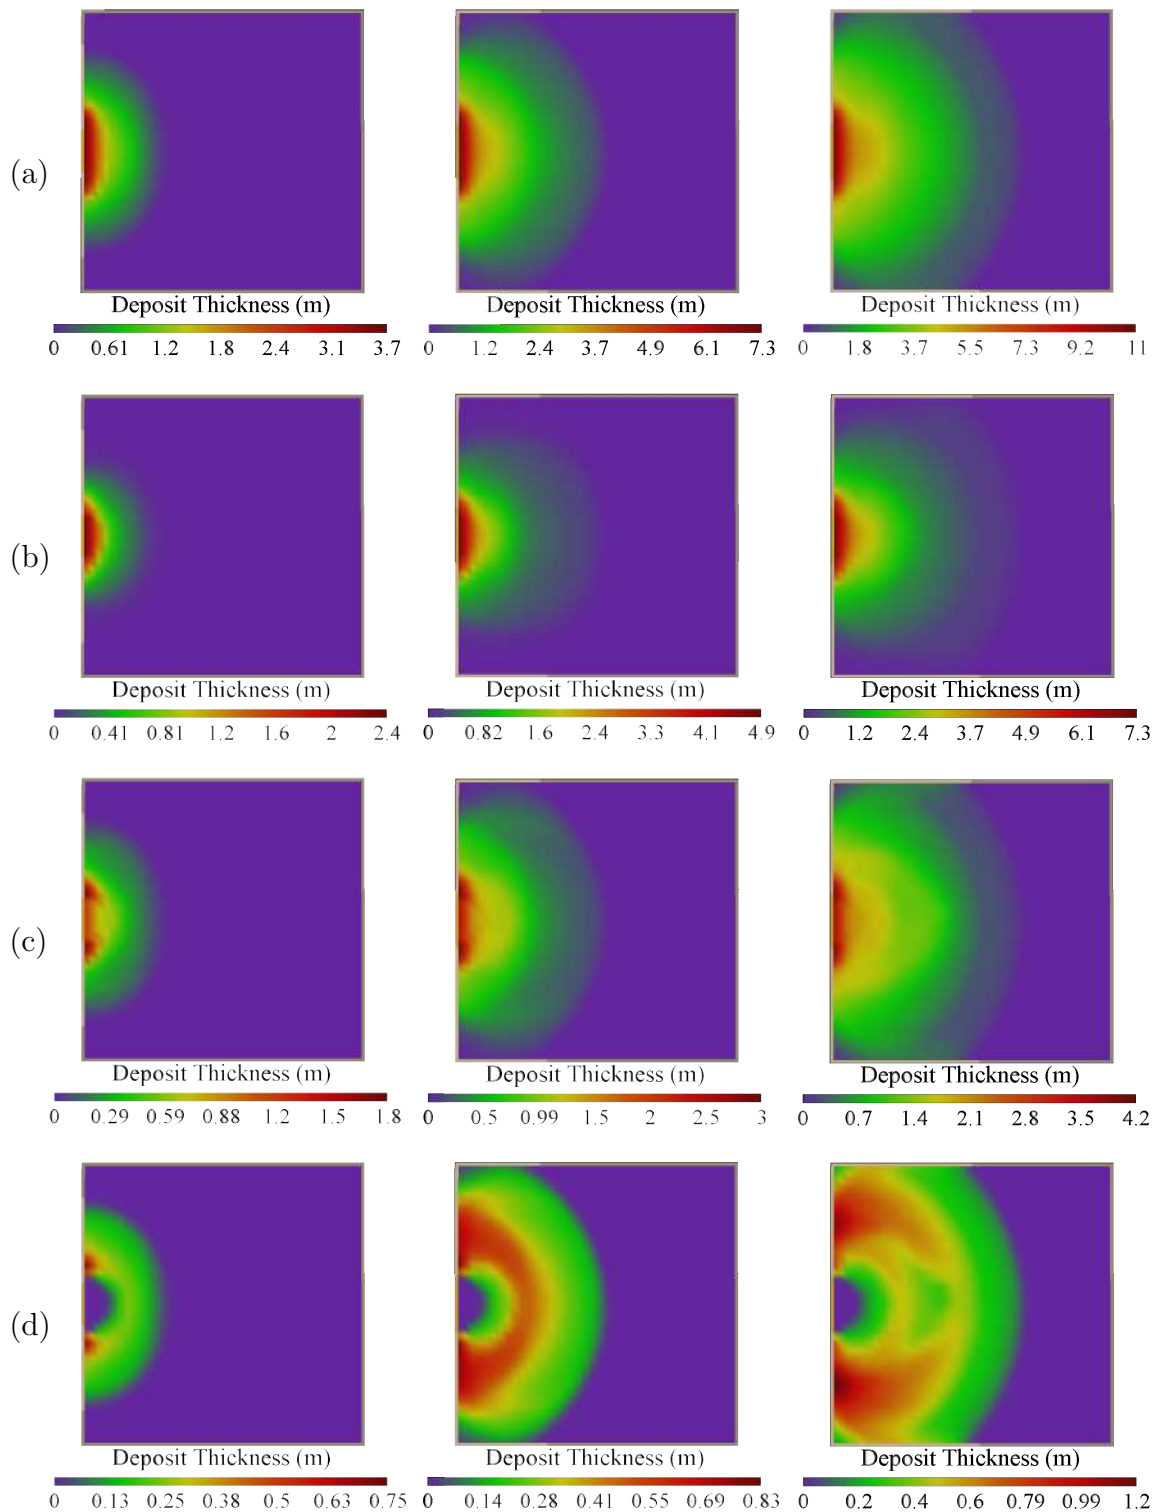 (a)
Deposit Thickness (m) Deposit Thickness (m) Deposit Thickness (m)
0 0.61 1.2 1.8 2.4 3.1 3.7 0 1.2 2.4 3.7 4.9 6.1 7.3 0 1.8 3.7 5.5 7.3 9.2 11
(b)
Deposit Thickness (m) Deposit Thickness (m) Deposit Thickness (m)
0 0.41 0.81 1.2 1.6 2 2.4 0 0.82 1.6 2.4 3.3 4.1 4.9 0 1.2 2.4 3.7 4.9 6.1 7.3
(c)
Deposit Thickness (m) Deposit Thickness (m) Deposit Thickness (m)
0 0.29 0.59 0.88 1.2 1.5 1.8 0 0.5 0.99 1.5 2 2.5 3 0 0.7 1.4 2.1 2.8 3.5 4.2
(d)
Deposit Thickness (m) Deposit Thickness (m) Deposit Thickness (m)
0 0.13 0.25 0.38 0.5 0.63 0.75 0 0.14 0.28 0.41 0.55 0.69 0.83 0 0.2 0.4 0.6 0.79 0.99 1.2